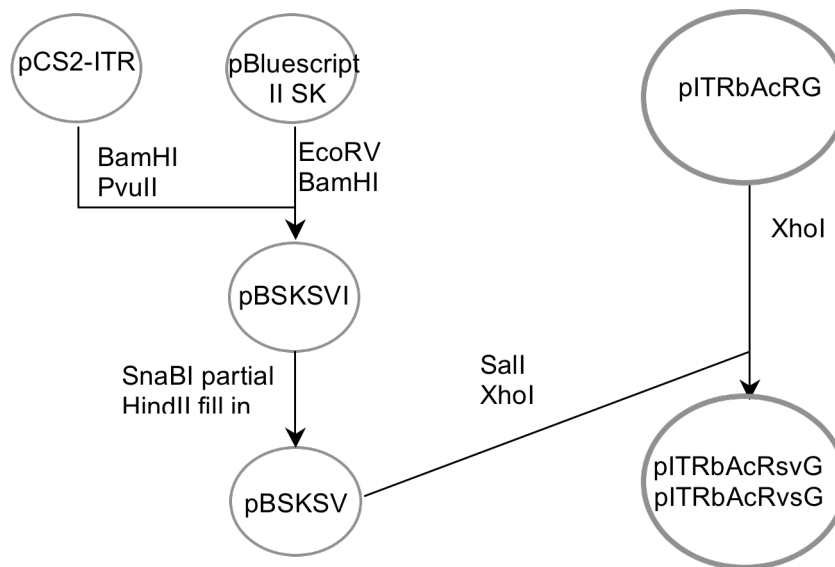 pCS2-ITR
pBluescript
II SK
pITRbAcRG
BamHI
PvuII
EcoRV
BamHI
XhoI
pBSKSVI
SnaBI partial
HindII fill in
SalI
XhoI
pBSKSV
pITRbAcRsvG
pITRbAcRvsG